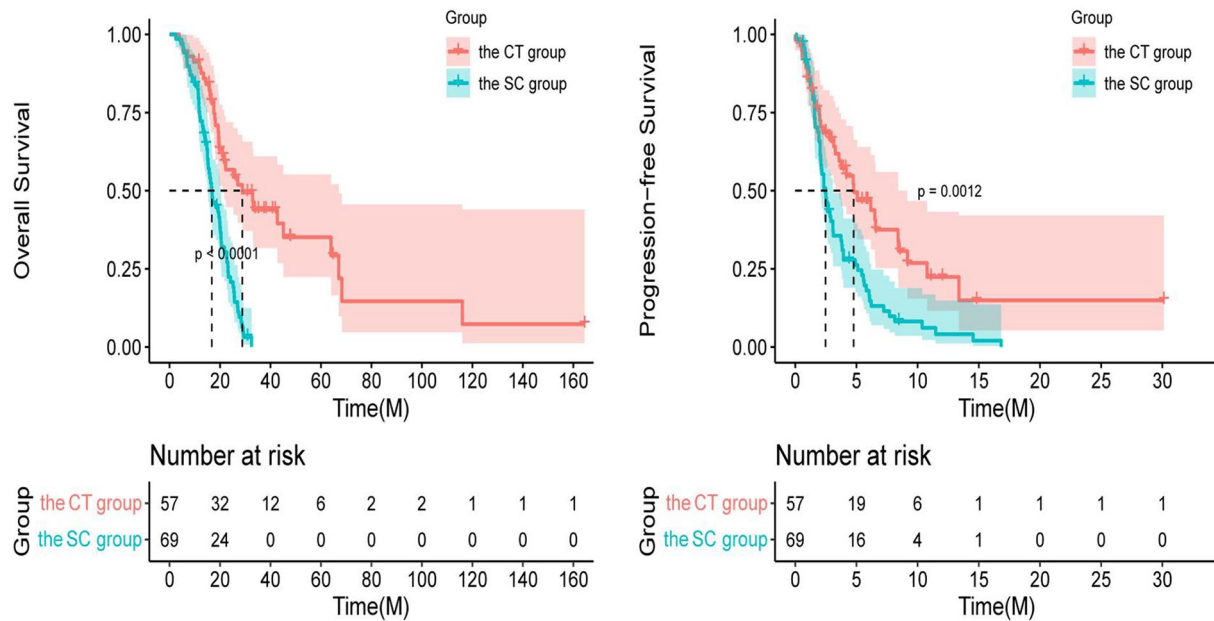 Group
the CT group
the SC group
Overall Survival
1.00
0.75
0.50
0.25
0.00
p < 0.0001
0 20 40 60 80 100 120 140 160
Time(M)
Number at risk
Group
the CT group 57 32 12 6 2 2 1 1 1
the SC group 69 24 0 0 0 0 0 0 0
0 20 40 60 80 100 120 140 160
Time(M)
Group
the CT group
the SC group
Progression-free Survival
1.00
0.75
0.50
0.25
0.00
p = 0.0012
0 5 10 15 20 25 30
Time(M)
Number at risk
Group
the CT group 57 19 6 1 1 1 1
the SC group 69 16 4 1 0 0 0
0 5 10 15 20 25 30
Time(M)